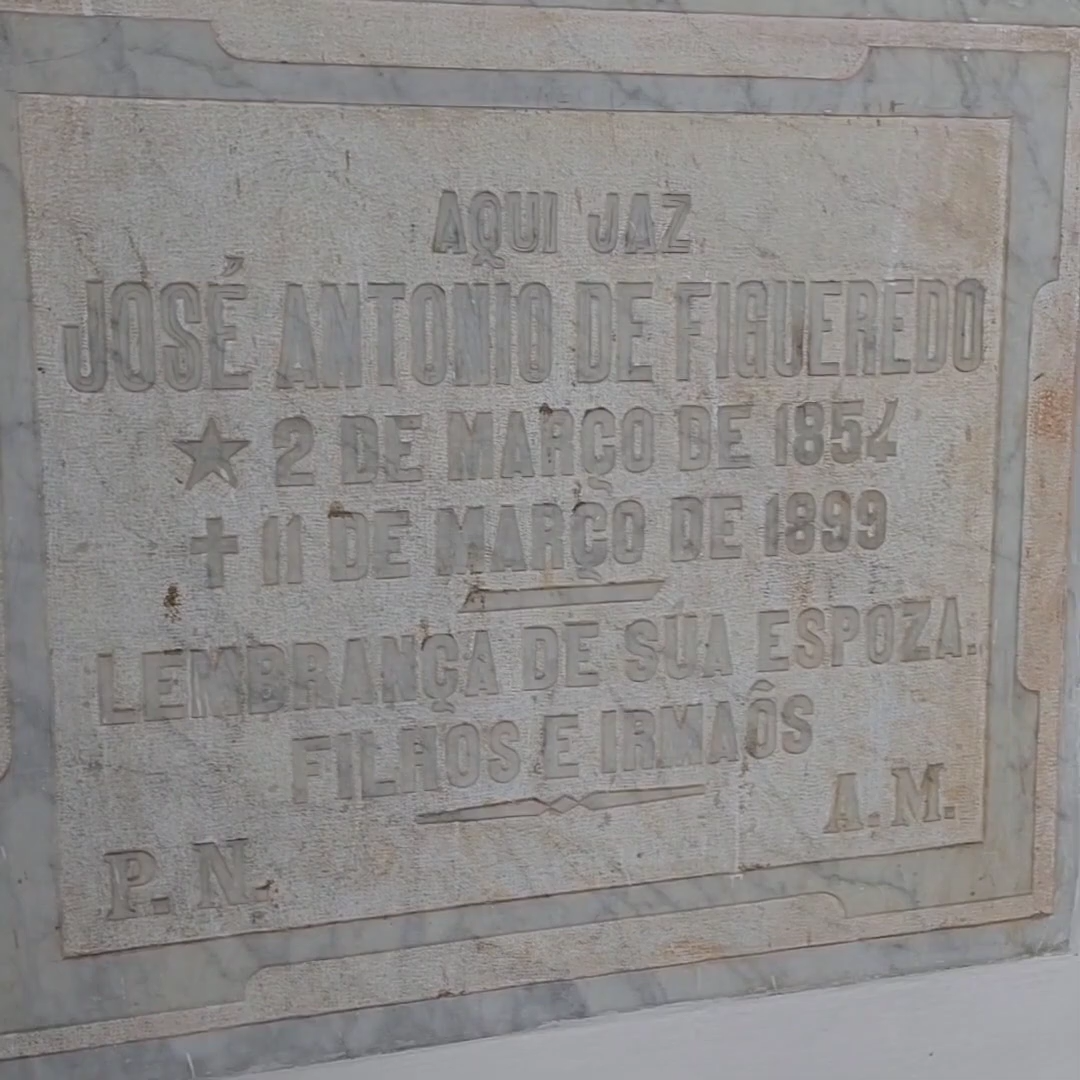 AQUI JAZ
JOSÉ ANTONIO DE FIGUEREDO
★ 2 DE MARÇO DE 1854
✝ 11 DE MARÇO DE 1899
LEMBRANÇA DE SUA ESPOZA.
FILHOS E IRMAÔS
P. N. A. M.